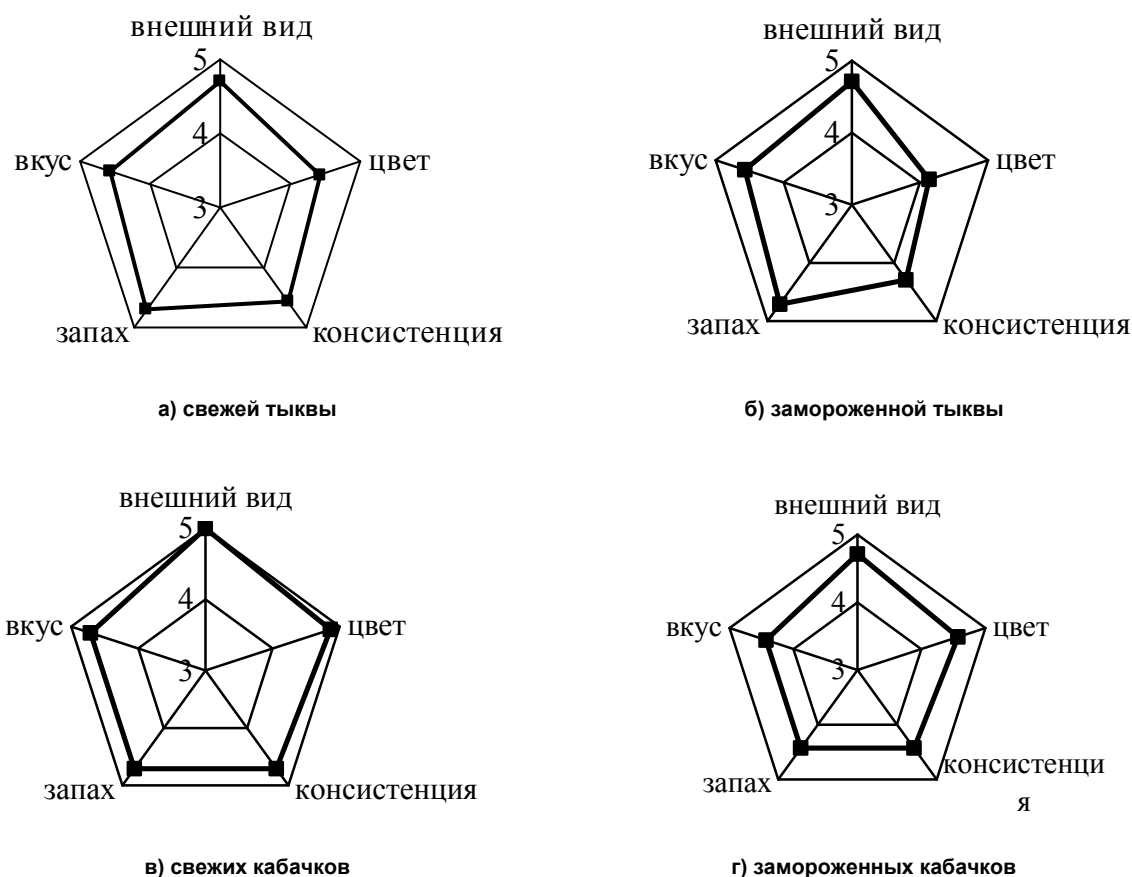 внешний вид
5
4
вкус
цвет
3
запах
консистенция
а) свежей тыквы
внешний вид
5
4
вкус
цвет
3
запах
консистенция
б) замороженной тыквы
внешний вид
5
4
вкус
цвет
3
запах
консистенция
в) свежих кабачков
внешний вид
5
4
вкус
цвет
3
запах
консистенци
я
г) замороженных кабачков